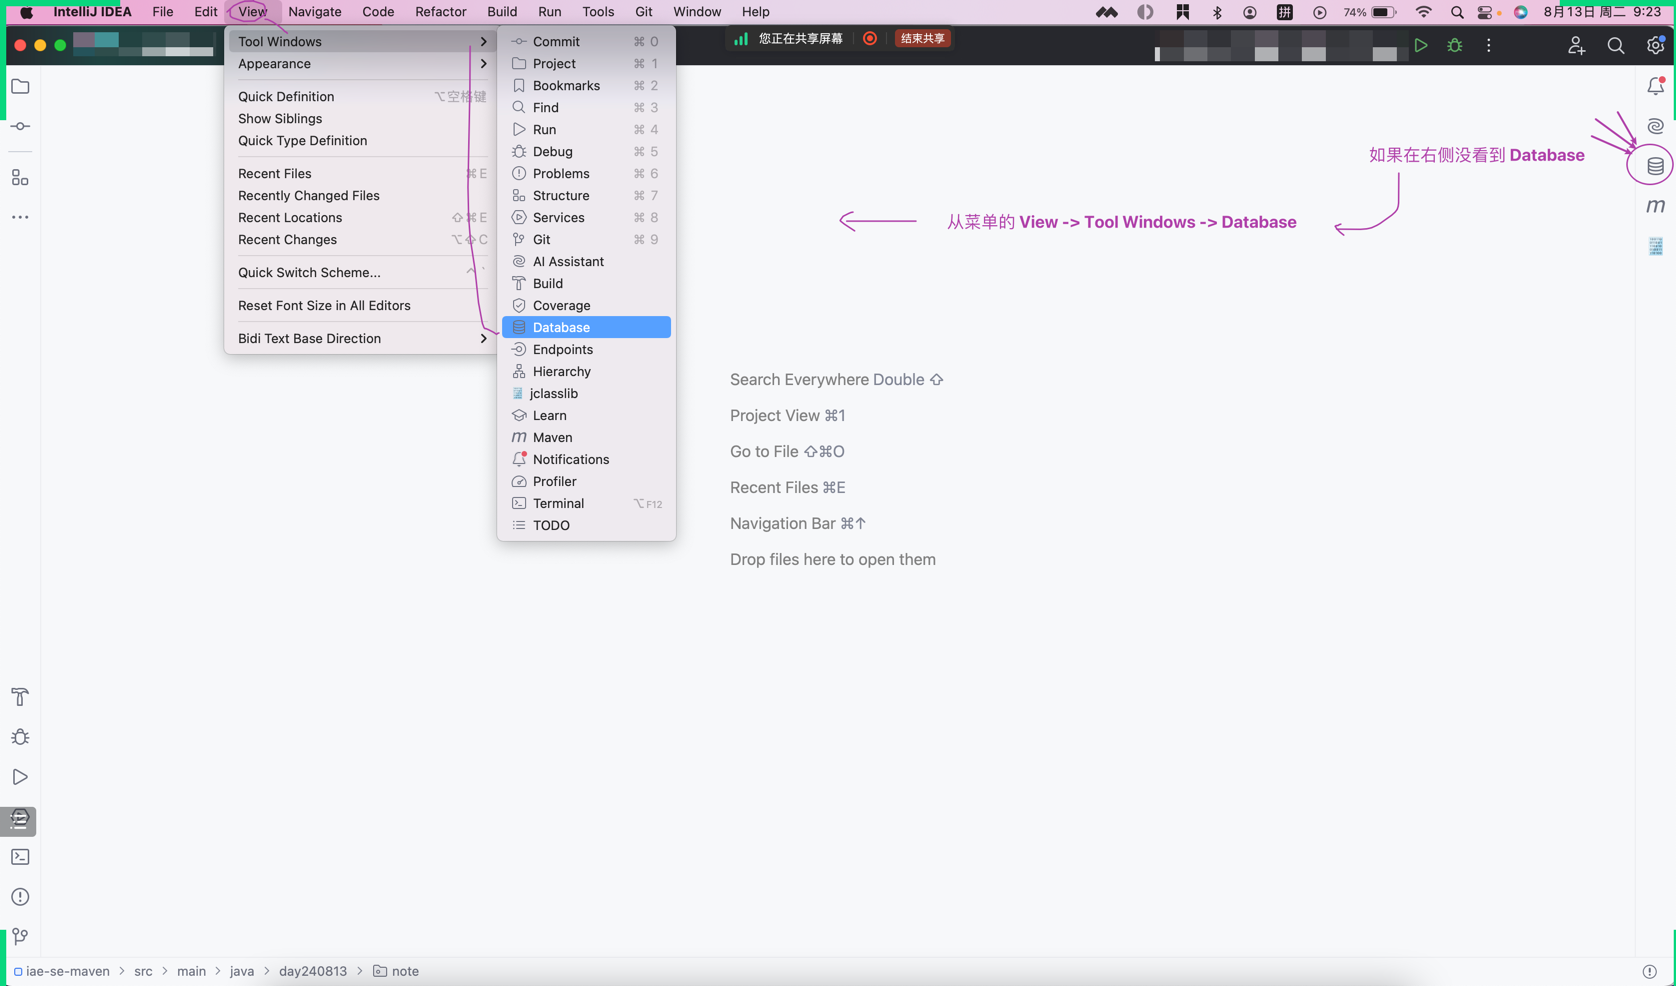 IntelliJ IDEA File Edit View Navigate Code Refactor Build Run Tools Git Window Help 拼 74% 8月13日 周二 9:23
您正在共享屏幕 结束共享
Tool Windows
Appearance
Quick Definition ⌥空格键
Show Siblings
Quick Type Definition
Recent Files ⌘E
Recently Changed Files
Recent Locations ⇧⌘E
Recent Changes ⌥⇧C
Quick Switch Scheme... ^ `
Reset Font Size in All Editors
Bidi Text Base Direction
Commit ⌘ 0
Project ⌘ 1
Bookmarks ⌘ 2
Find ⌘ 3
Run ⌘ 4
Debug ⌘ 5
Problems ⌘ 6
Structure ⌘ 7
Services ⌘ 8
Git ⌘ 9
AI Assistant
Build
Coverage
Database
Endpoints
Hierarchy
jclasslib
Learn
m Maven
Notifications
Profiler
Terminal ⌥F12
TODO
如果在右侧没看到 Database
从菜单的 View -> Tool Windows -> Database
m
Search Everywhere Double ⇧
Project View ⌘1
Go to File ⇧⌘O
Recent Files ⌘E
Navigation Bar ⌘↑
Drop files here to open them
iae-se-maven > src > main > java > day240813 > note